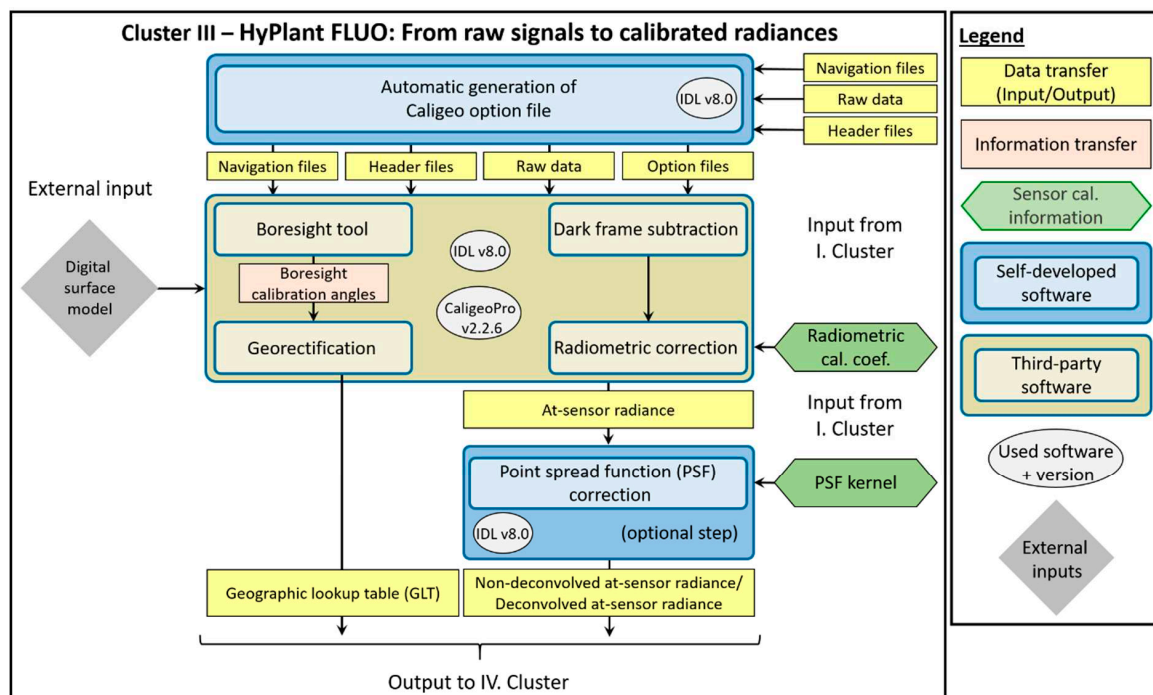 Cluster III – HyPlant FLUO: From raw signals to calibrated radiances
Automatic generation of
Caligeo option file
IDL v8.0
Navigation files
Raw data
Header files
Navigation files
Header files
Raw data
Option files
External input
Digital
surface
model
Boresight tool
Boresight
calibration angles
Georectification
IDL v8.0
CaligeoPro
v2.2.6
Dark frame subtraction
Radiometric correction
Input from
I. Cluster
Radiometric
cal. coef.
At-sensor radiance
Input from
I. Cluster
Point spread function (PSF)
correction
IDL v8.0
(optional step)
PSF kernel
Geographic lookup table (GLT)
Non-deconvolved at-sensor radiance/
Deconvolved at-sensor radiance
Output to IV. Cluster
Legend
Data transfer
(Input/Output)
Information transfer
Sensor cal.
information
Self-developed
software
Third-party
software
Used software
+ version
External
inputs